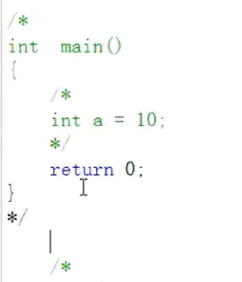 /*
int  main()
{
/*
int a = 10;
*/
return 0;
}
*/
/*